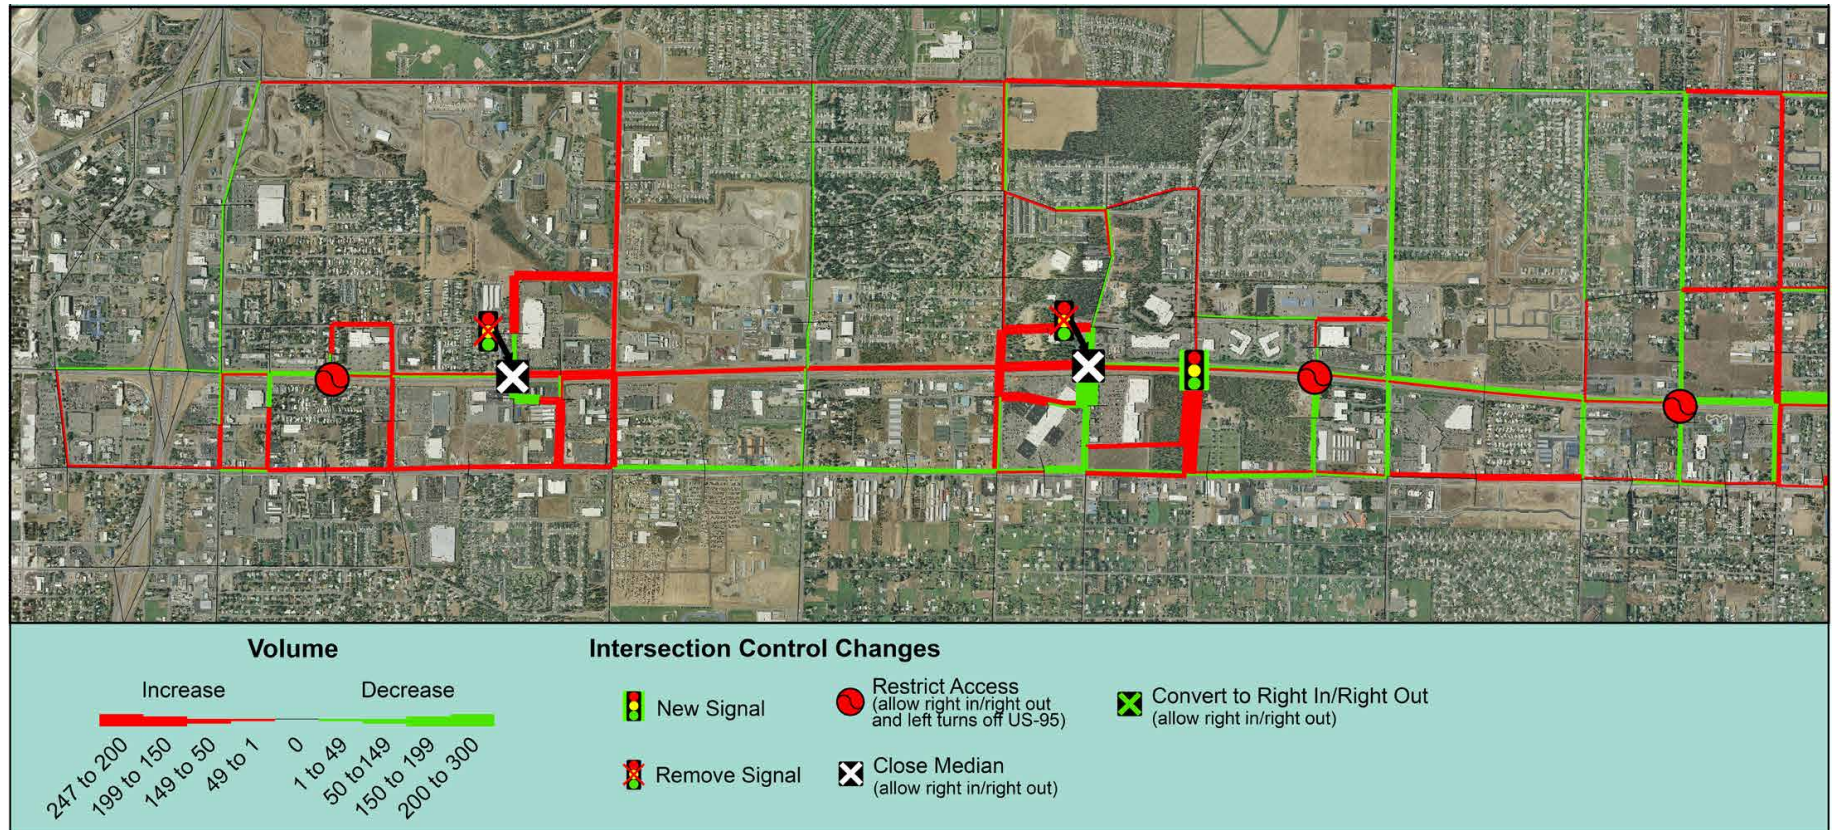 Volume
Increase
Decrease
247 to 200
199 to 150
149 to 50
49 to 1
0
1 to 49
50 to149
150 to 199
200 to 300
Intersection Control Changes
New Signal
Remove Signal
Restrict Access
(allow right in/right out
and left turns off US-95)
Close Median
(allow right in/right out)
Convert to Right In/Right Out
(allow right in/right out)